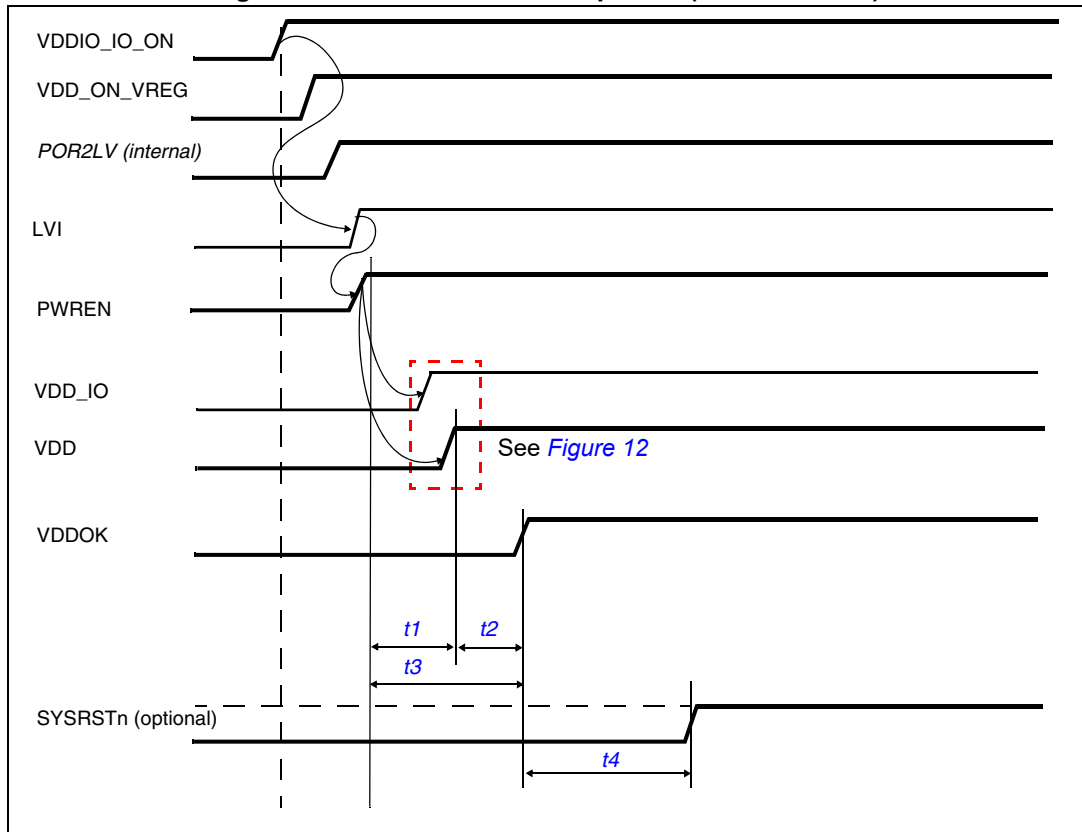 VDDIO_IO_ON
VDD_ON_VREG
POR2LV (internal)
LVI
PWREN
VDD_IO
VDD
See Figure 12
VDDOK
t1
t2
t3
SYSRSTn (optional)
t4